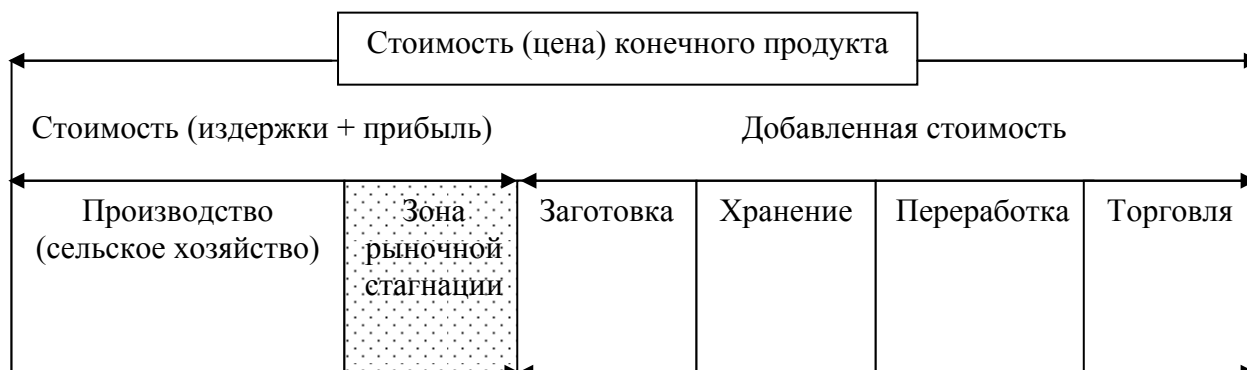 Стоимость (цена) конечного продукта
Стоимость (издержки + прибыль)
Добавленная стоимость
Производство
(сельское хозяйство)
Зона
рыночной
стагнации
Заготовка
Хранение
Переработка
Торговля